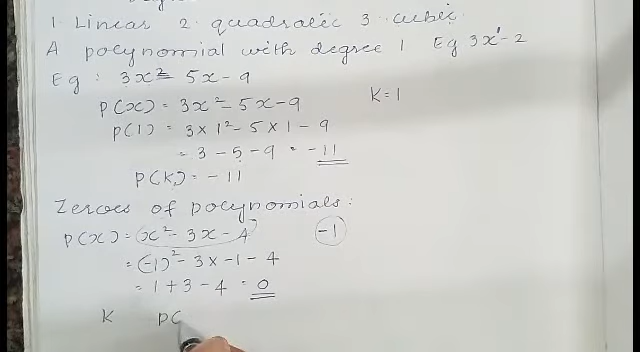 1 Linear 2. quadratic 3. cubic.
A polynomial with degree 1 Eg 3x¹-2
Eg : 3x² - 5x - 9
P(x) = 3x² - 5x - 9 K = 1
P(1) = 3 x 1² - 5 x 1 - 9
= 3 - 5 - 9 = -11
P(K) = -11
Zeroes of polynomials:
P(x) = x² - 3x - 4 -1
= (-1)² - 3x -1 - 4
= 1 + 3 - 4 = 0
K P(